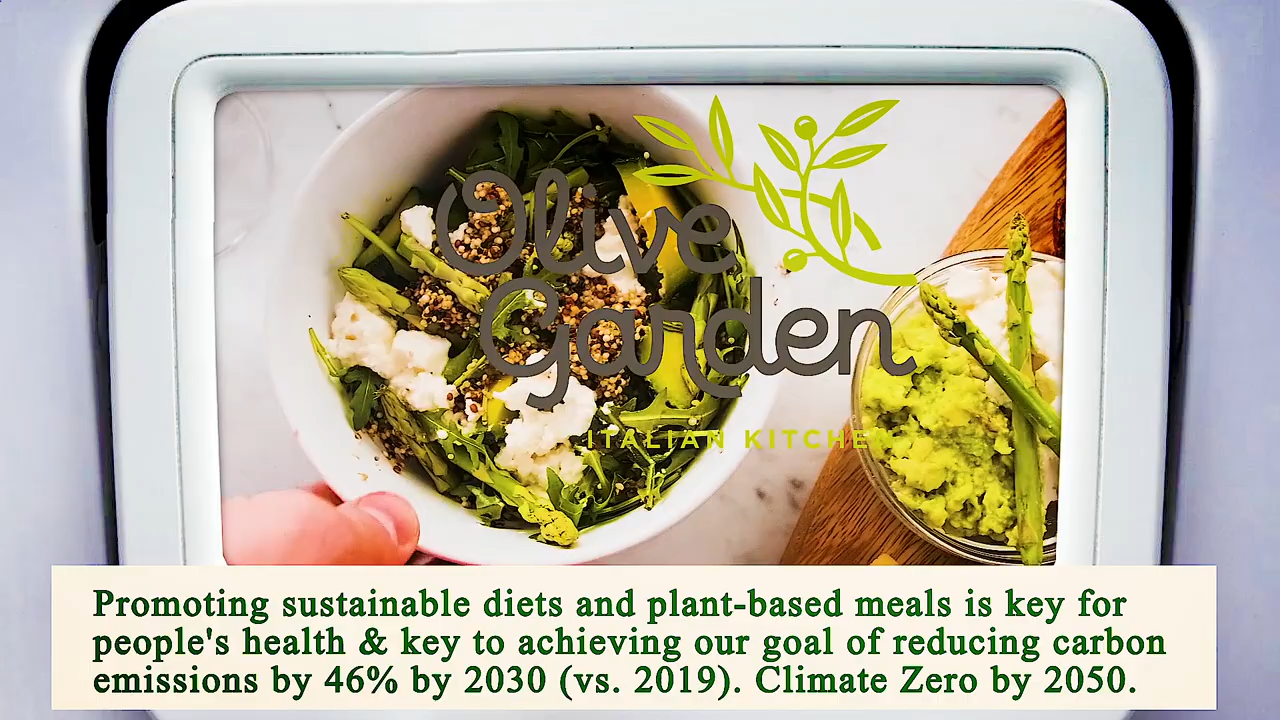 Olive
Garden
ITALIAN KITCHEN
Promoting sustainable diets and plant-based meals is key for
people's health & key to achieving our goal of reducing carbon
emissions by 46% by 2030 (vs. 2019). Climate Zero by 2050.